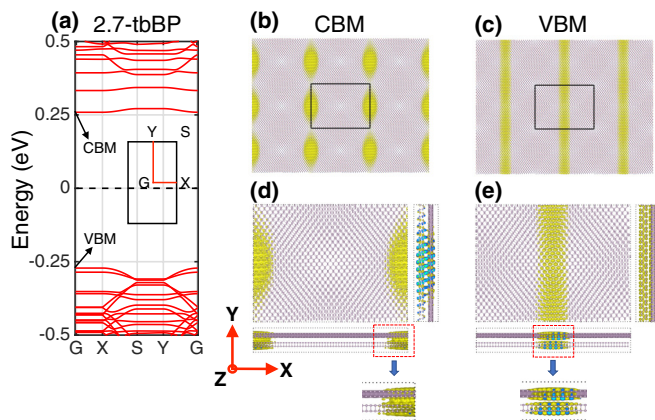 (a) 2.7-tbBP
(b) CBM
(c) VBM
0.5
0.25
0
-0.25
-0.5
Energy (eV)
CBM
VBM
Y S
G X
G X S Y G
(d)
(e)
Y
Z X